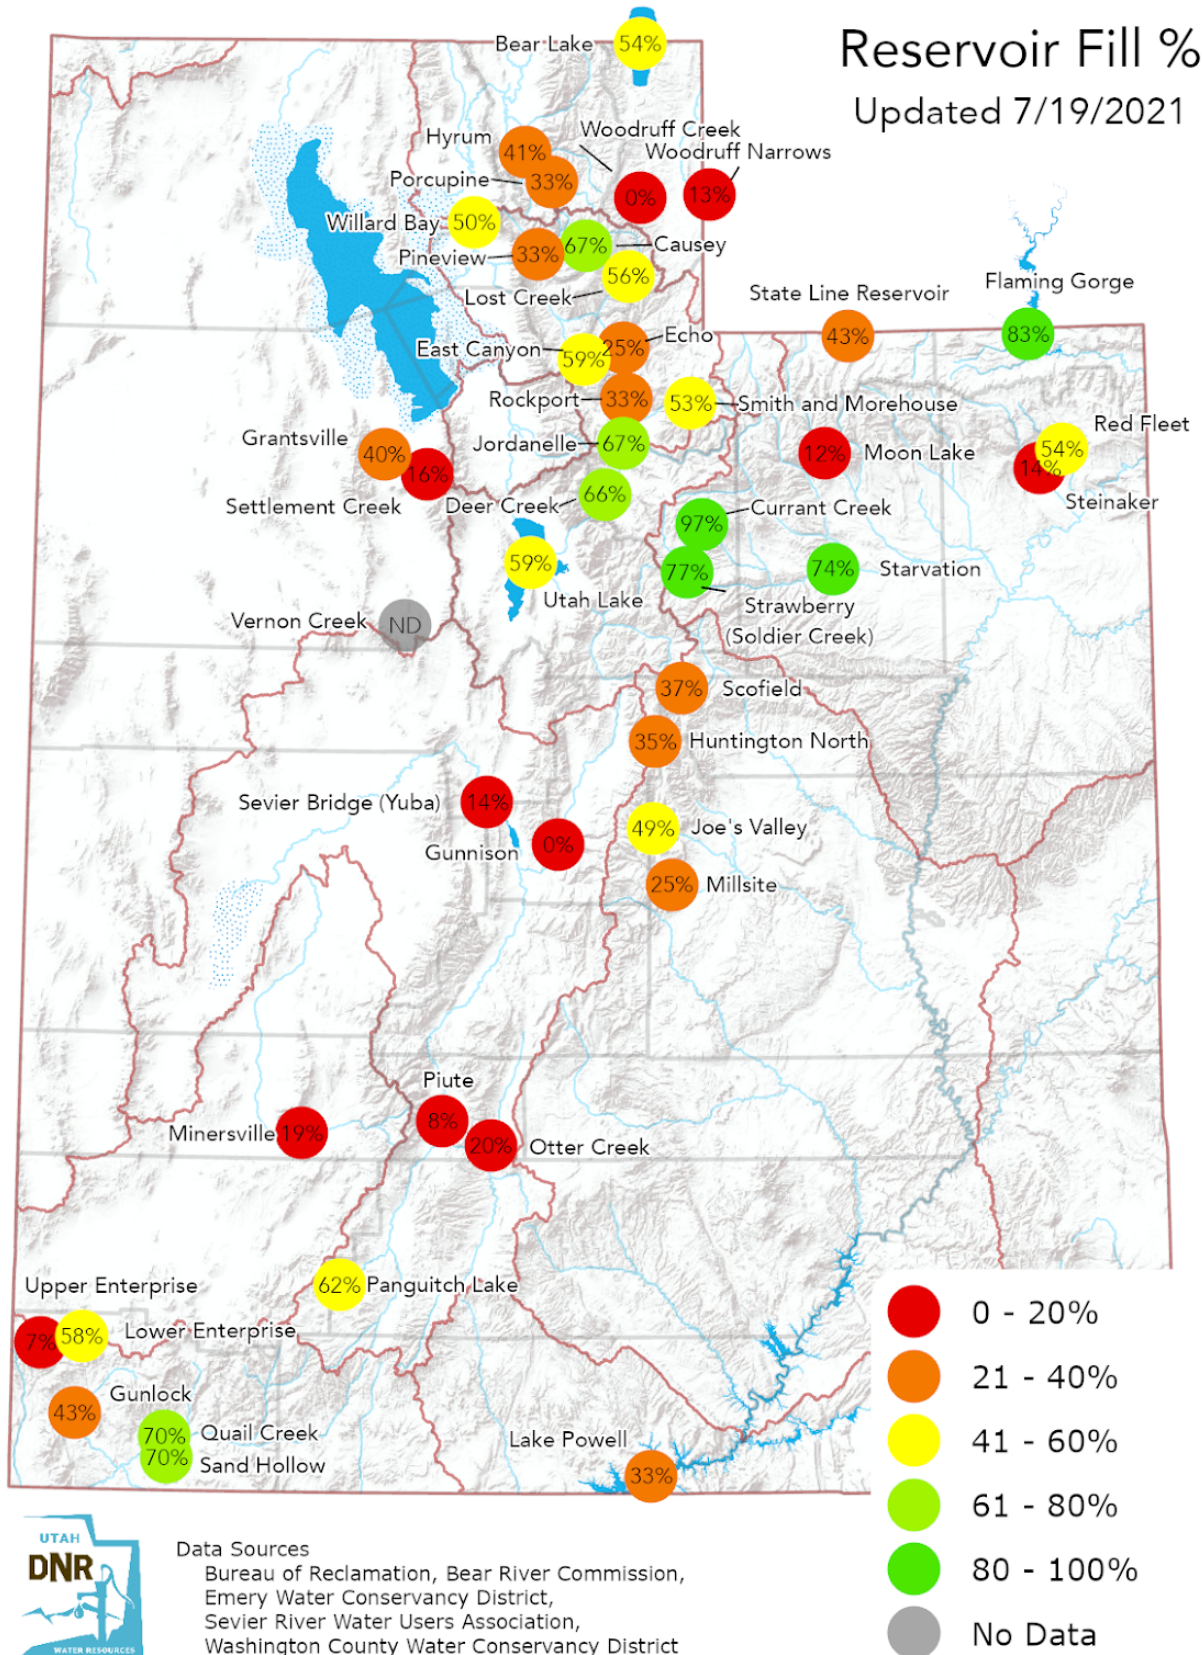 Reservoir Fill %
Updated 7/19/2021
Bear Lake
54%
Hyrum
41%
Woodruff Creek
Woodruff Narrows
Porcupine
33%
0%
13%
Willard Bay
50%
67%
Causey
Pineview
33%
56%
Lost Creek
Flaming Gorge
State Line Reservoir
43%
83%
Echo
East Canyon
59%
25%
Rockport
33%
53%
Smith and Morehouse
Grantsville
40%
16%
Settlement Creek
Jordanelle
67%
12%
Moon Lake
Red Fleet
54%
14%
Steinaker
Deer Creek
66%
97%
Currant Creek
59%
Utah Lake
77%
74%
Starvation
Strawberry
(Soldier Creek)
Vernon Creek
ND
37%
Scofield
35%
Huntington North
Sevier Bridge (Yuba)
14%
Gunnison
0%
49%
Joe's Valley
25%
Millsite
Piute
8%
Minersville
19%
20%
Otter Creek
62%
Panguitch Lake
Upper Enterprise
7%
58%
Lower Enterprise
Gunlock
43%
70%
Quail Creek
70%
Sand Hollow
Lake Powell
33%
0 - 20%
21 - 40%
41 - 60%
61 - 80%
80 - 100%
No Data
UTAH
DNR
WATER RESOURCES
Data Sources
Bureau of Reclamation, Bear River Commission,
Emery Water Conservancy District,
Sevier River Water Users Association,
Washington County Water Conservancy District